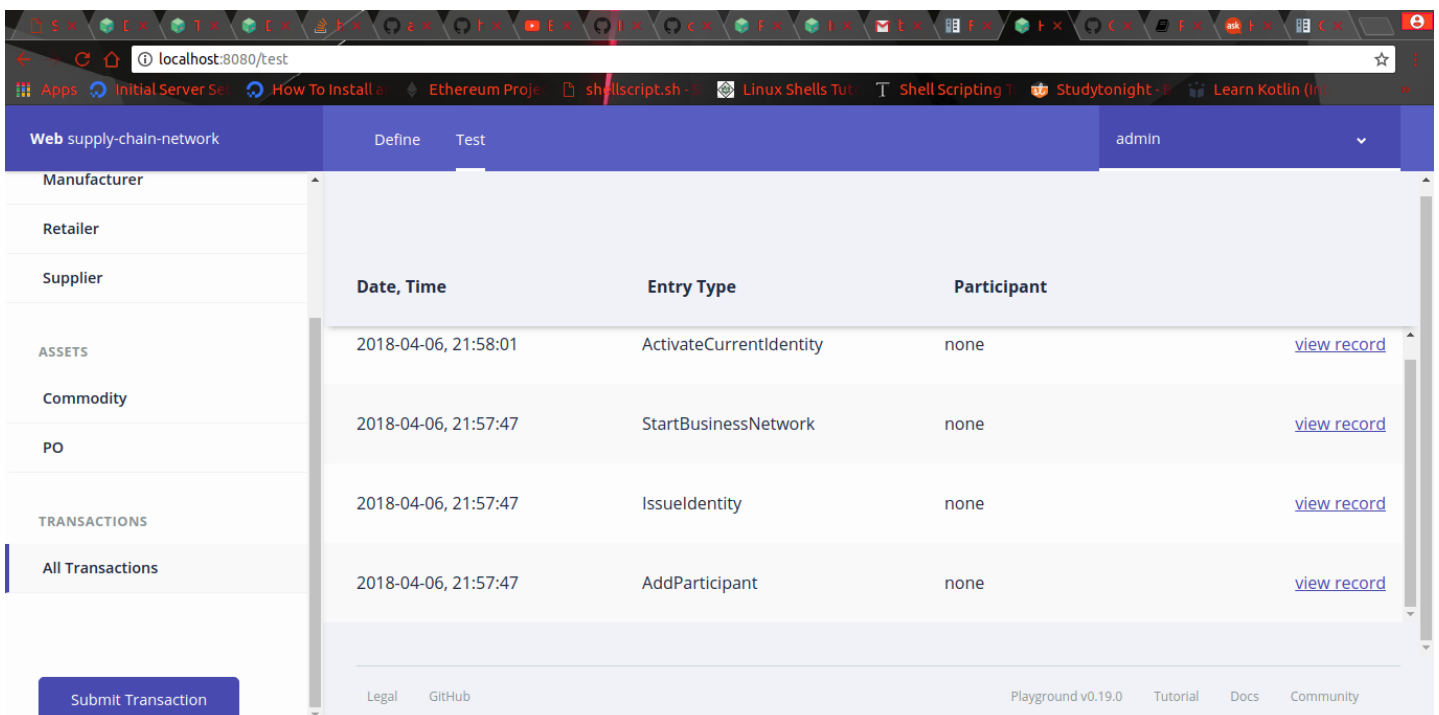 localhost:8080/test
Apps Initial Server Se How To Install a Ethereum Proje shellscript.sh - Linux Shells Tut Shell Scripting Studytonight - Learn Kotlin (In
Web supply-chain-network Define Test admin
Manufacturer
Retailer
Supplier
ASSETS
Commodity
PO
TRANSACTIONS
All Transactions
Submit Transaction
Date, Time Entry Type Participant
2018-04-06, 21:58:01 ActivateCurrentIdentity none view record
2018-04-06, 21:57:47 StartBusinessNetwork none view record
2018-04-06, 21:57:47 IssueIdentity none view record
2018-04-06, 21:57:47 AddParticipant none view record
Legal GitHub Playground v0.19.0 Tutorial Docs Community